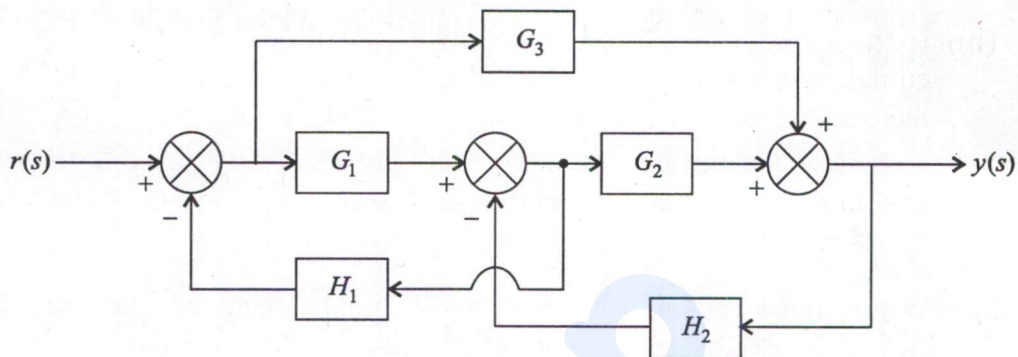 G₃
+
r(s) + G₁ + G₂ + y(s)
− −
H₁
H₂